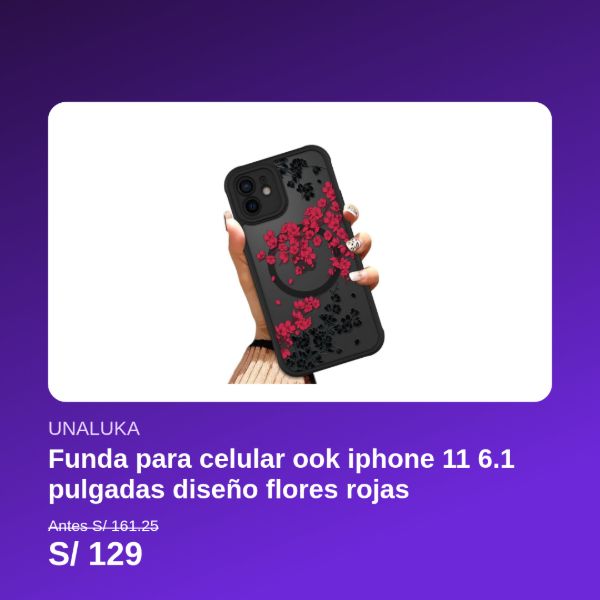 UNALUKA
Funda para celular ook iphone 11 6.1
pulgadas diseño flores rojas
Antes S/ 161.25
S/ 129